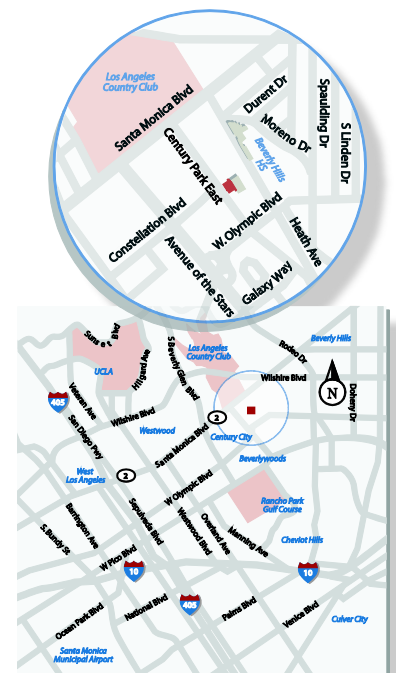 Los Angeles
Country Club
Santa Monica Blvd
Durent Dr
Spaulding Dr
S Linden Dr
Moreno Dr
Beverly Hills
HS
Century Park East
Constellation Blvd
W. Olympic Blvd
Heath Ave
Avenue of the Stars
Galaxy Way
Sunset Blvd
Hilgard Ave
S Beverly Glen Blvd
Los Angeles
Country Club
Rodeo Dr
Beverly Hills
UCLA
Wilshire Blvd
N
Doheny Dr
405
Veteran Ave
San Diego Fwy
Wilshire Blvd
Westwood
2
Santa Monica Blvd
Century City
Beverlywoods
West
Los Angeles
2
W Olympic Blvd
Rancho Park
Gulf Course
Sepulveda Blvd
Westwood Blvd
Overland Ave
Manning Ave
Cheviot Hills
Barrington Ave
S. Bundy St
W Pico Blvd
10
10
405
Ocean Park Blvd
National Blvd
Palms Blvd
Venice Blvd
Culver City
Santa Monica
Municipal Airport